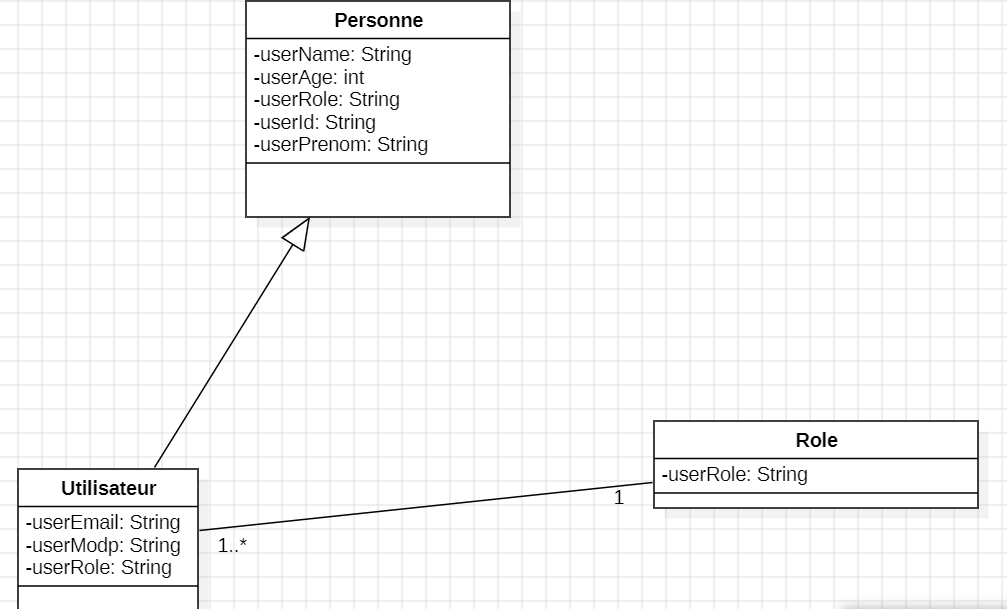 Personne
-userName: String
-userAge: int
-userRole: String
-userId: String
-userPrenom: String
Utilisateur
-userEmail: String
-userModp: String
-userRole: String
1..*
1
Role
-userRole: String